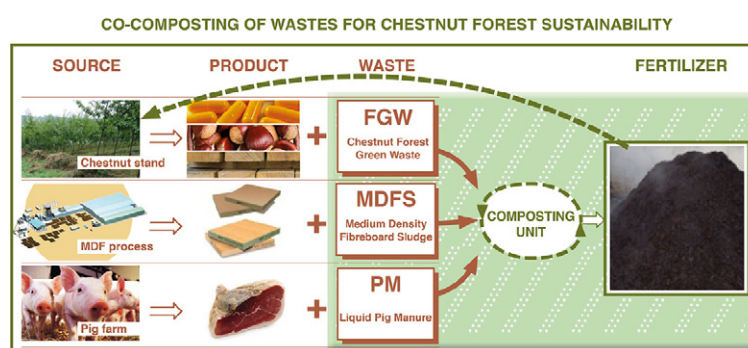 CO-COMPOSTING OF WASTES FOR CHESTNUT FOREST SUSTAINABILITY
SOURCE
PRODUCT
WASTE
FERTILIZER
Chestnut stand
+
FGW
Chestnut Forest
Green Waste
MDF process
+
MDFS
Medium Density
Fibreboard Sludge
COMPOSTING
UNIT
Pig farm
+
PM
Liquid Pig Manure